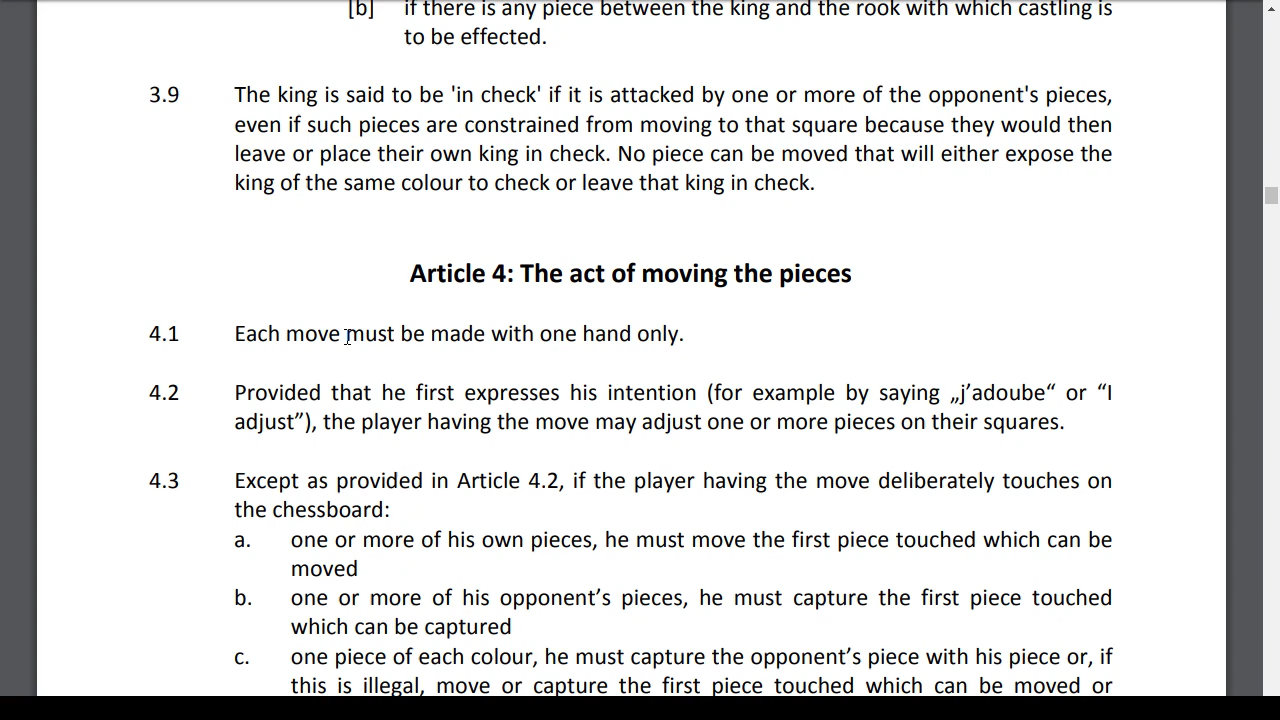 [b] if there is any piece between the king and the rook with which castling is
to be effected.
3.9 The king is said to be 'in check' if it is attacked by one or more of the opponent's pieces,
even if such pieces are constrained from moving to that square because they would then
leave or place their own king in check. No piece can be moved that will either expose the
king of the same colour to check or leave that king in check.
Article 4: The act of moving the pieces
4.1 Each move must be made with one hand only.
4.2 Provided that he first expresses his intention (for example by saying „j’adoube“ or “I
adjust”), the player having the move may adjust one or more pieces on their squares.
4.3 Except as provided in Article 4.2, if the player having the move deliberately touches on
the chessboard:
a. one or more of his own pieces, he must move the first piece touched which can be
moved
b. one or more of his opponent’s pieces, he must capture the first piece touched
which can be captured
c. one piece of each colour, he must capture the opponent’s piece with his piece or, if
this is illegal, move or capture the first piece touched which can be moved or